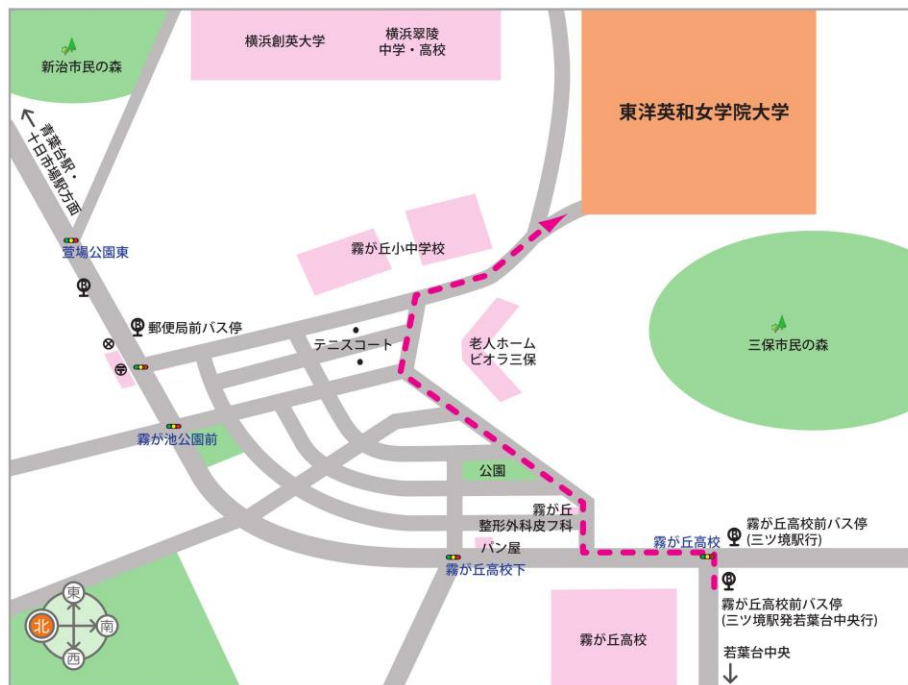 横浜創英大学
横浜翠陵
中学・高校
新治市民の森
東洋英和女学院大学
青葉台駅・
十日市場駅方面
萱場公園東
霧が丘小中学校
郵便局前バス停
テニスコート
老人ホーム
ビオラ三保
三保市民の森
霧が池公園前
公園
霧が丘
整形外科皮フ科
パン屋
霧が丘高校
霧が丘高校前バス停
(三ツ境駅行)
霧が丘高校下
霧が丘高校前バス停
(三ツ境駅発若葉台中央行)
霧が丘高校
若葉台中央
東
北
南
西